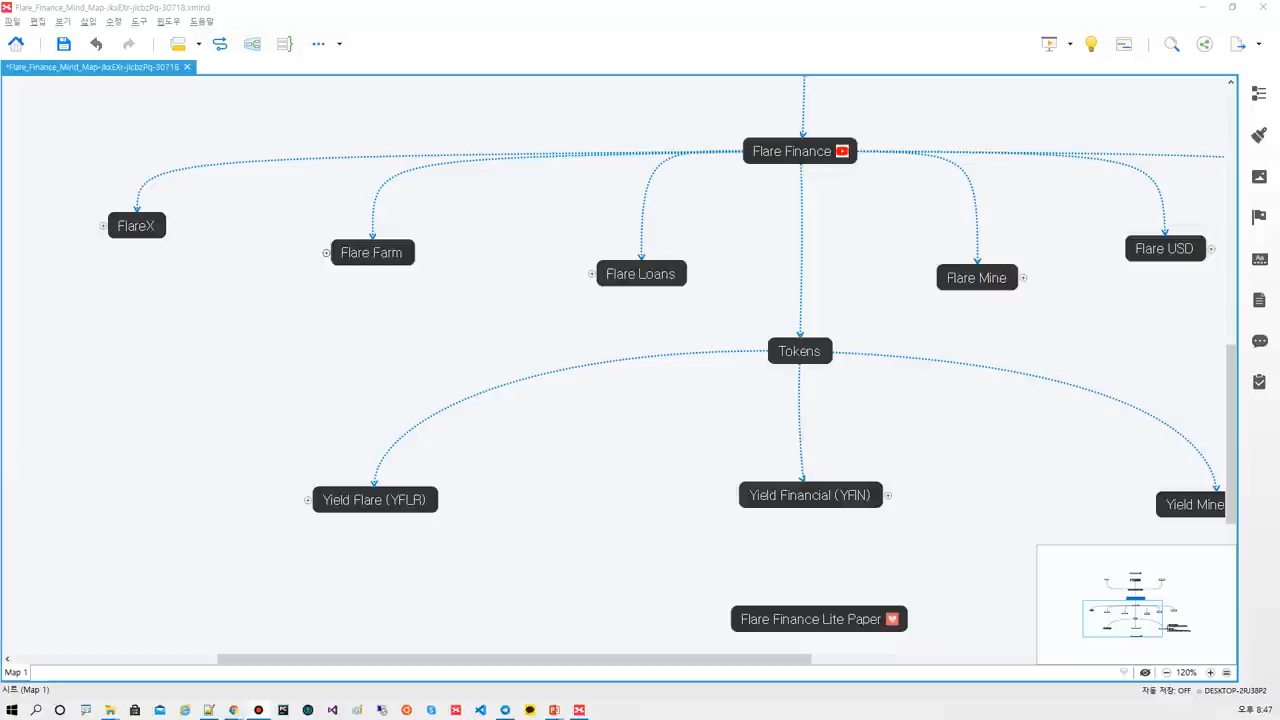 Flare_Finance_Mind_Map-jkxEXr-jicbzPq-30718.xmind
파일 편집 보기 삽입 수정 도구 윈도우 도움말
*Flare_Finance_Mind_Map-jkxEXr-jicbzPq-30718
Flare Finance
FlareX
Flare Farm
Flare Loans
Flare Mine
Flare USD
Tokens
Yield Flare (YFLR)
Yield Financial (YFIN)
Yield Mine
Flare Finance Lite Paper
Map 1
120%
시트 (Map 1)
자동 저장: OFF
DESKTOP-2RJ38P2
오후 8:47